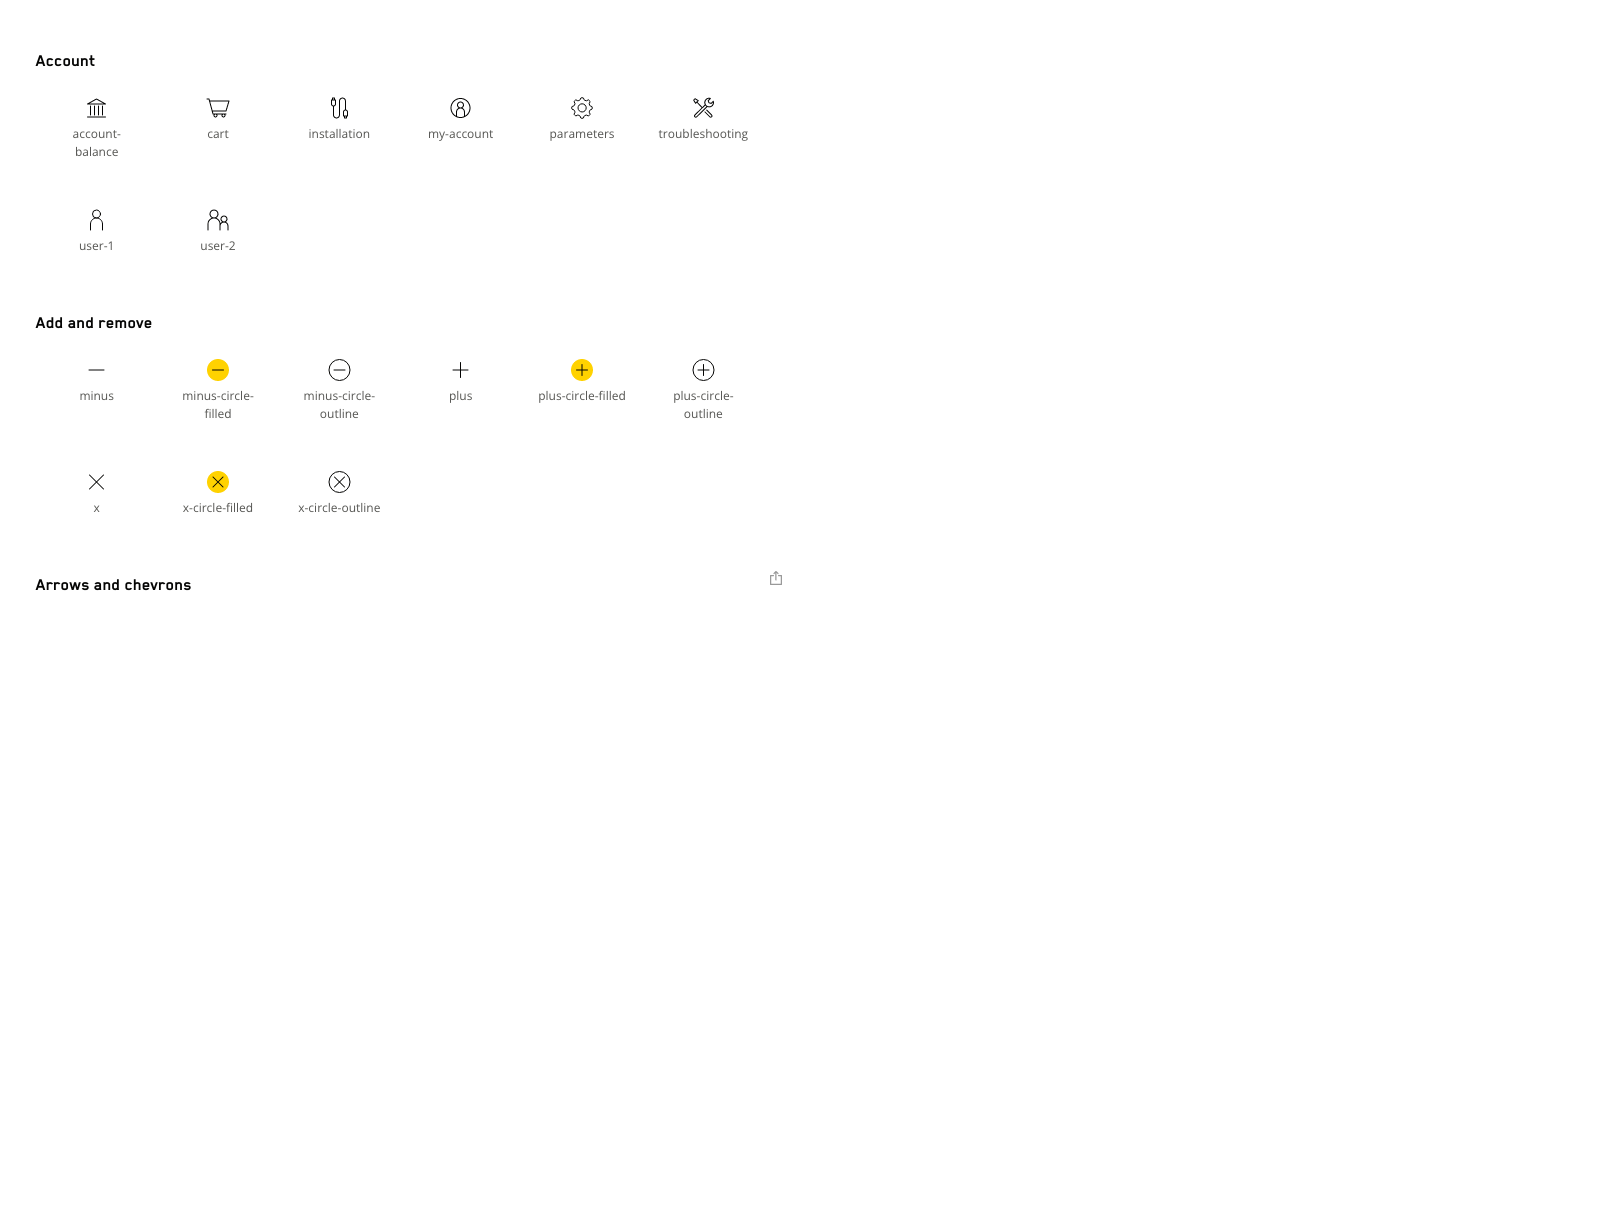 Account
account- cart installation my-account parameters troubleshooting
balance
user-1 user-2
Add and remove
minus minus-circle- minus-circle- plus plus-circle-filled plus-circle-
filled outline outline
x x-circle-filled x-circle-outline
Arrows and chevrons